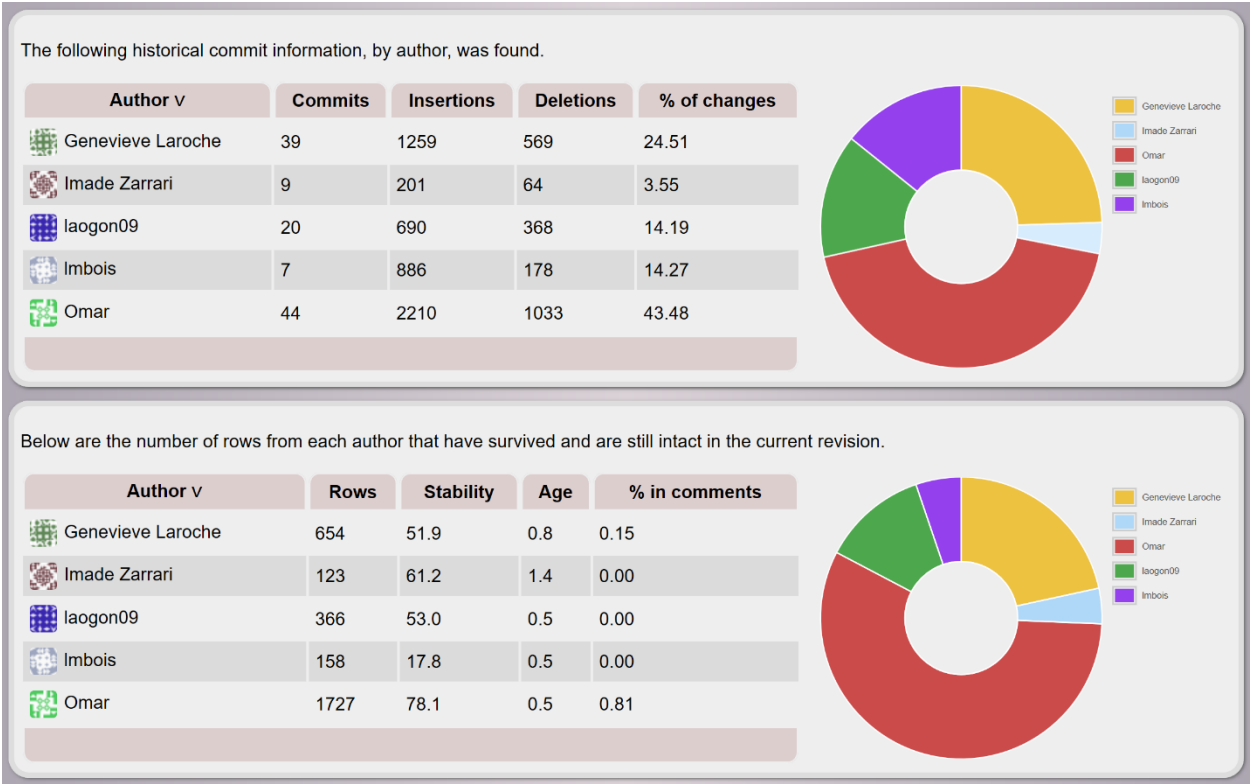 The following historical commit information, by author, was found.
Author ∨ Commits Insertions Deletions % of changes
Genevieve Laroche 39 1259 569 24.51
Imade Zarrari 9 201 64 3.55
laogon09 20 690 368 14.19
lmbois 7 886 178 14.27
Omar 44 2210 1033 43.48
Genevieve Laroche
Imade Zarrari
Omar
laogon09
lmbois
Below are the number of rows from each author that have survived and are still intact in the current revision.
Author ∨ Rows Stability Age % in comments
Genevieve Laroche 654 51.9 0.8 0.15
Imade Zarrari 123 61.2 1.4 0.00
laogon09 366 53.0 0.5 0.00
lmbois 158 17.8 0.5 0.00
Omar 1727 78.1 0.5 0.81
Genevieve Laroche
Imade Zarrari
Omar
laogon09
lmbois